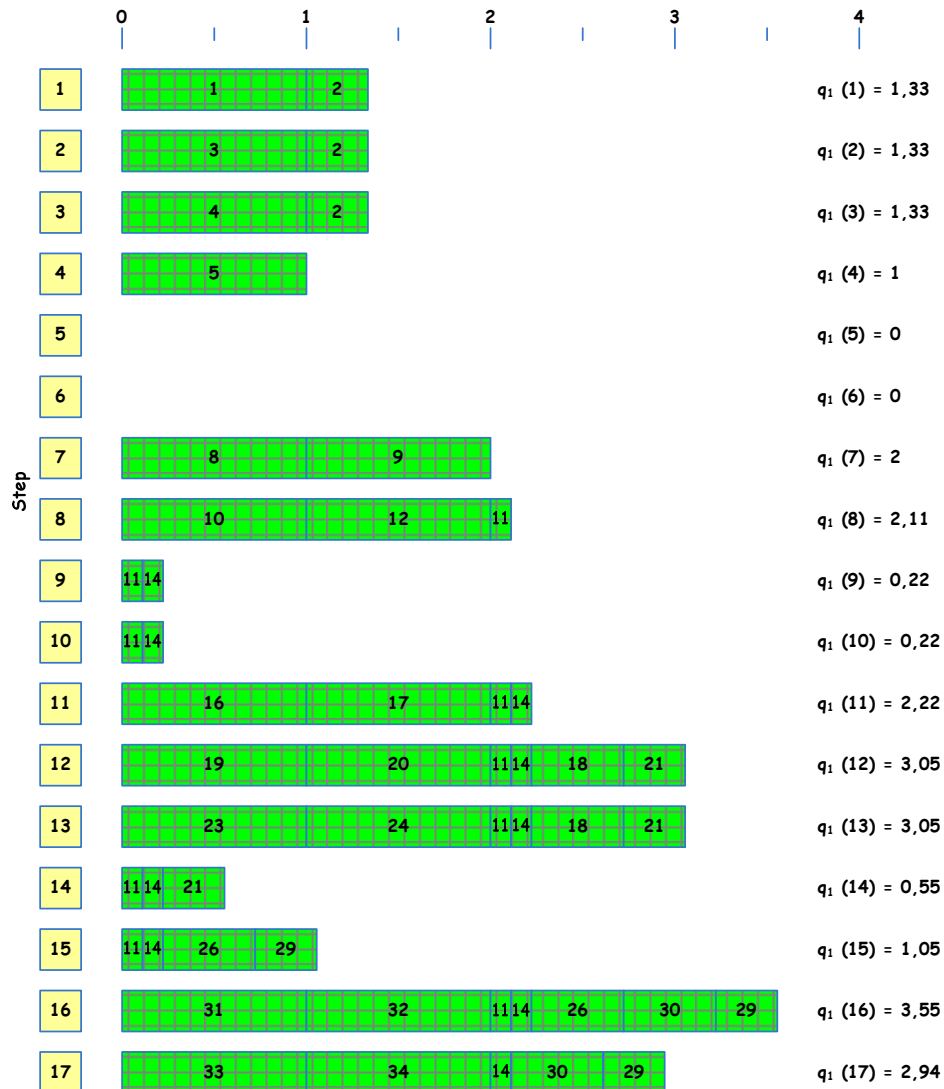 0 1 2 3 4
1 1 2 q₁ (1) = 1,33
2 3 2 q₁ (2) = 1,33
3 4 2 q₁ (3) = 1,33
4 5 q₁ (4) = 1
5 q₁ (5) = 0
6 q₁ (6) = 0
7 8 9 q₁ (7) = 2
Step
8 10 12 11 q₁ (8) = 2,11
9 11 14 q₁ (9) = 0,22
10 11 14 q₁ (10) = 0,22
11 16 17 11 14 q₁ (11) = 2,22
12 19 20 11 14 18 21 q₁ (12) = 3,05
13 23 24 11 14 18 21 q₁ (13) = 3,05
14 11 14 21 q₁ (14) = 0,55
15 11 14 26 29 q₁ (15) = 1,05
16 31 32 11 14 26 30 29 q₁ (16) = 3,55
17 33 34 14 30 29 q₁ (17) = 2,94